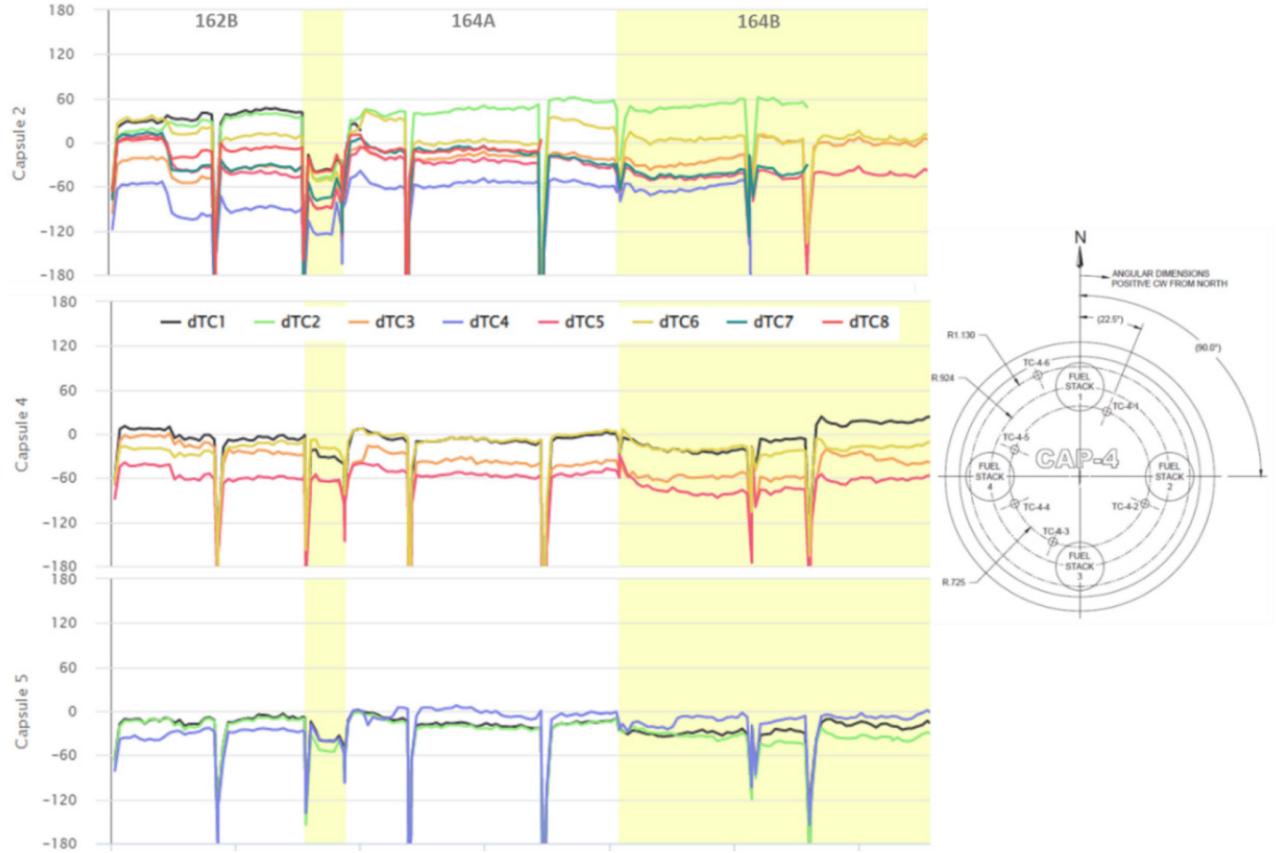 162B 164A 164B
Capsule 2
180
120
60
0
-60
-120
-180
Capsule 4
180
120
60
0
-60
-120
-180
dTC1 dTC2 dTC3 dTC4 dTC5 dTC6 dTC7 dTC8
Capsule 5
180
120
60
0
-60
-120
-180
N
ANGULAR DIMENSIONS
POSITIVE CW FROM NORTH
(22.5°)
(90.0°)
R1.130
R.924
R.725
TC-4-6
FUEL
STACK
1
TC-4-1
TC-4-5
CAP-4
FUEL
STACK
4
FUEL
STACK
2
TC-4-4
TC-4-2
TC-4-3
FUEL
STACK
3